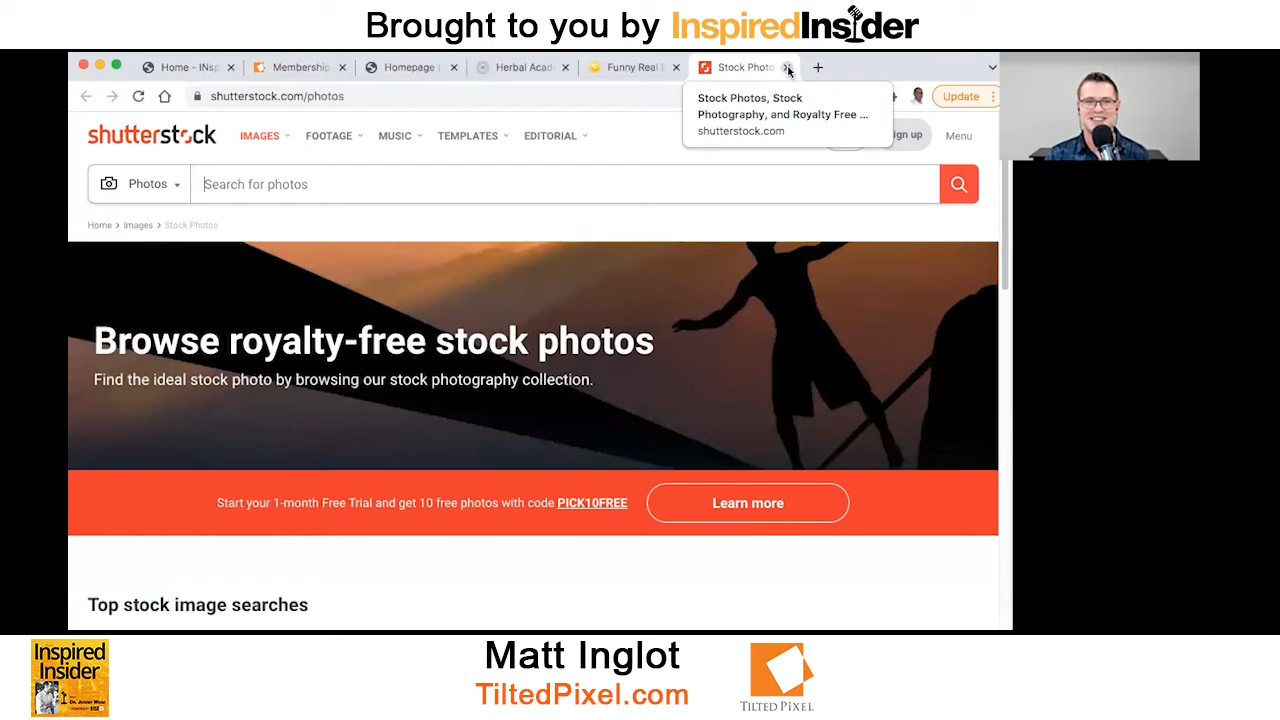 Brought to you by InspiredInsider
Home - INsp
Membership
Homepage
Herbal Acad
Funny Real E
Stock Photo
shutterstock.com/photos
Update
Stock Photos, Stock
Photography, and Royalty Free ...
shutterstock.com
shutterstock
IMAGES
FOOTAGE
MUSIC
TEMPLATES
EDITORIAL
ign up
Menu
Photos
Search for photos
Home > Images > Stock Photos
Browse royalty-free stock photos
Find the ideal stock photo by browsing our stock photography collection.
Start your 1-month Free Trial and get 10 free photos with code PICK10FREE
Learn more
Top stock image searches
Inspired
Insider
Matt Inglot
TiltedPixel.com
TILTED PIXEL